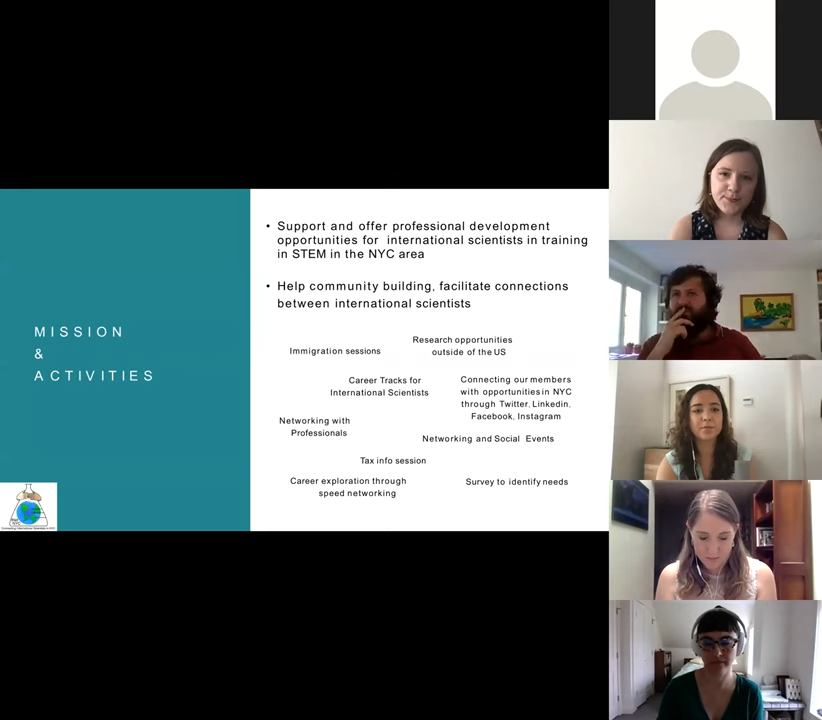 MISSION
&
ACTIVITIES
• Support and offer professional development
opportunities for international scientists in training
in STEM in the NYC area
• Help community building, facilitate connections
between international scientists
Immigration sessions
Research opportunities
outside of the US
Career Tracks for
International Scientists
Connecting our members
with opportunities in NYC
through Twitter, Linkedin,
Facebook, Instagram
Networking with
Professionals
Networking and Social Events
Tax info session
Career exploration through
speed networking
Survey to identify needs